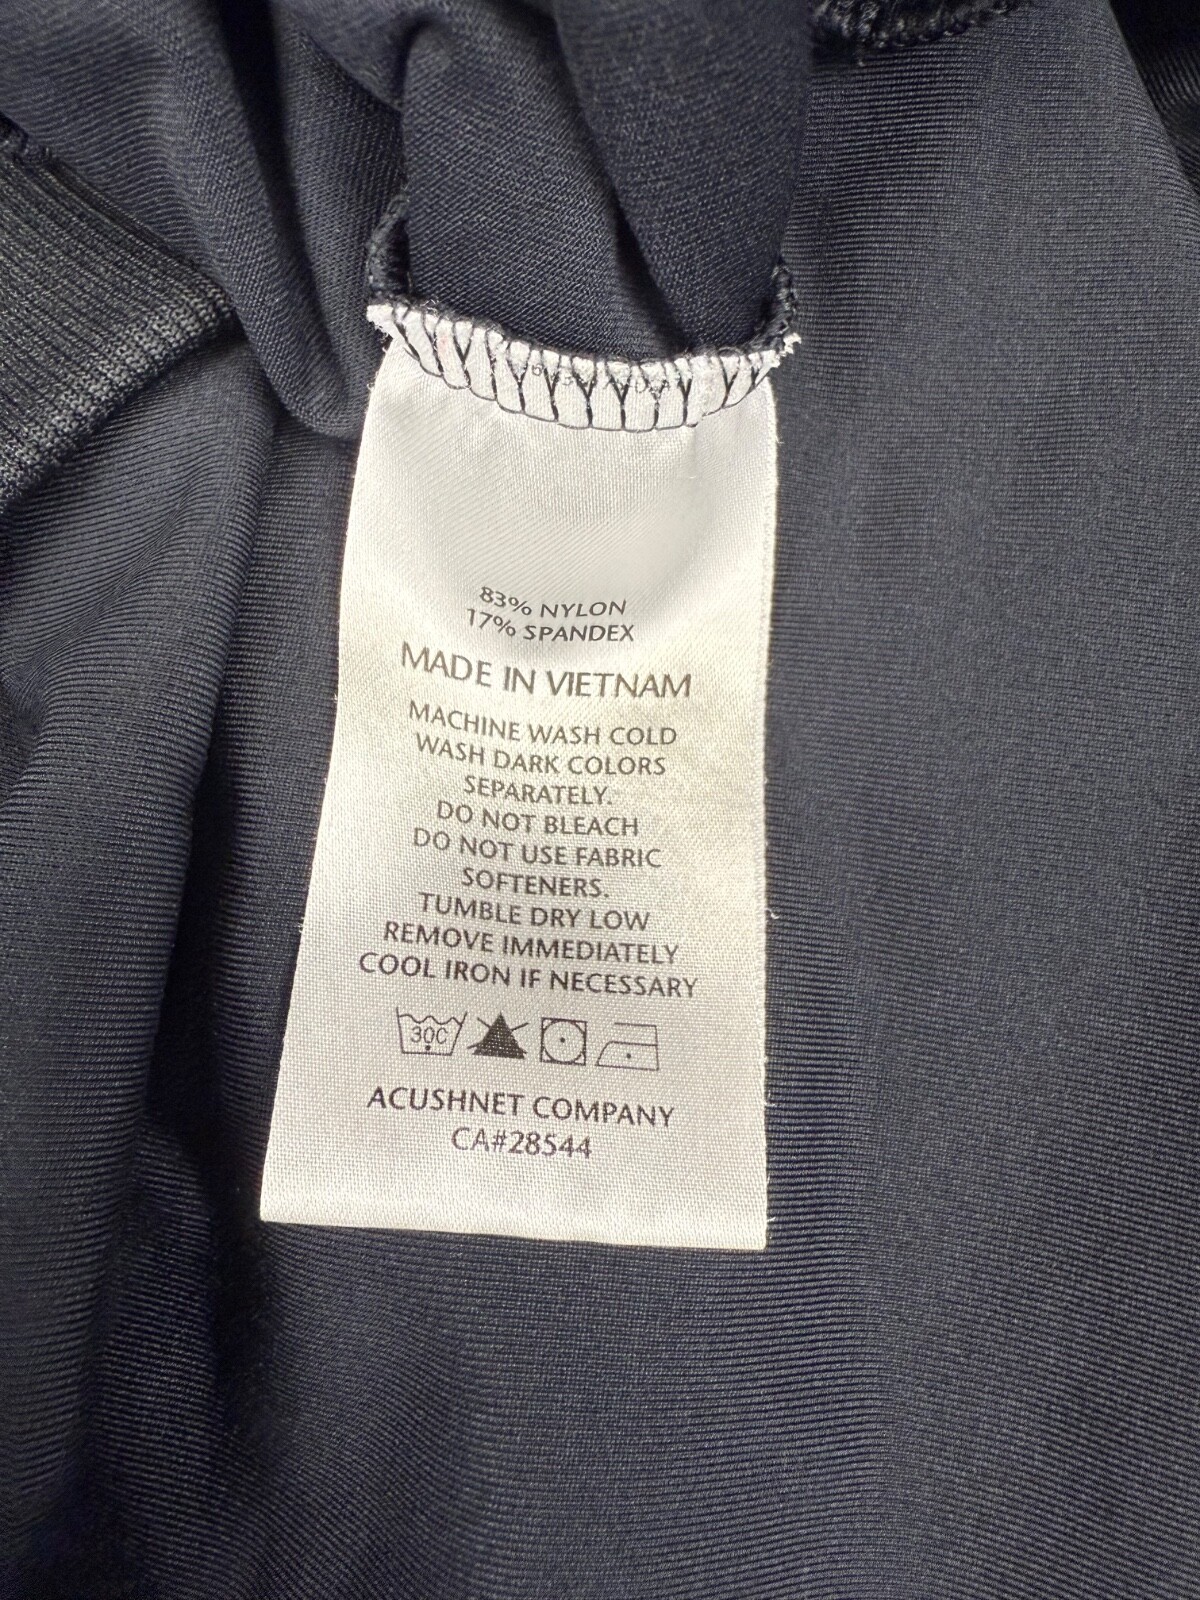 83% NYLON
17% SPANDEX
MADE IN VIETNAM
MACHINE WASH COLD
WASH DARK COLORS
SEPARATELY.
DO NOT BLEACH
DO NOT USE FABRIC
SOFTENERS.
TUMBLE DRY LOW
REMOVE IMMEDIATELY
COOL IRON IF NECESSARY
30C
ACUSHNET COMPANY
CA#28544